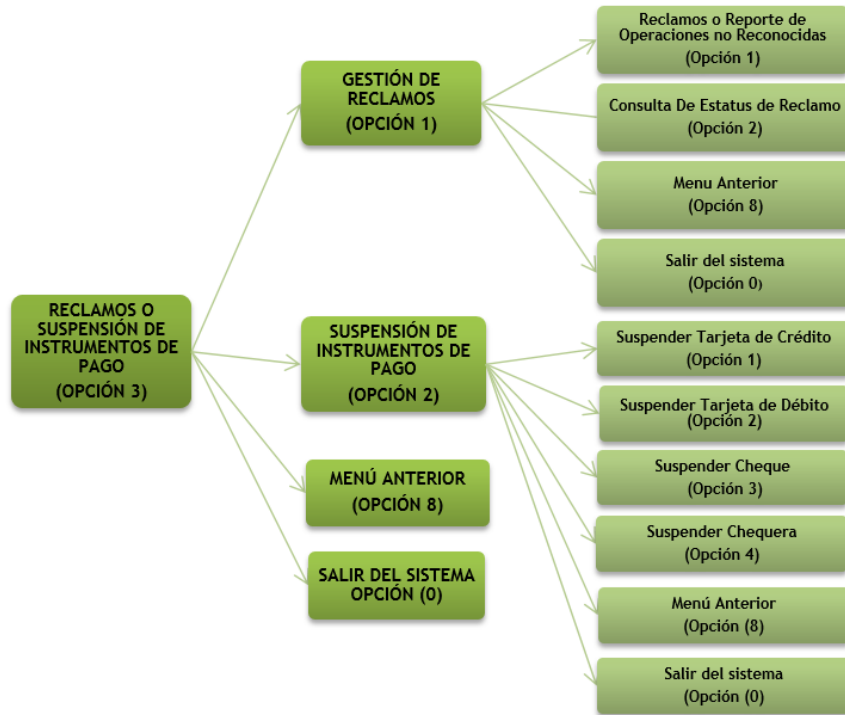 RECLAMOS O
SUSPENSIÓN DE
INSTRUMENTOS DE
PAGO
(OPCIÓN 3)
GESTIÓN DE
RECLAMOS
(OPCIÓN 1)
Reclamos o Reporte de
Operaciones no Reconocidas
(Opción 1)
Consulta De Estatus de Reclamo
(Opción 2)
Menu Anterior
(Opción 8)
Salir del sistema
(Opción 0)
SUSPENSIÓN DE
INSTRUMENTOS DE
PAGO
(OPCIÓN 2)
Suspender Tarjeta de Crédito
(Opción 1)
Suspender Tarjeta de Débito
(Opción 2)
Suspender Cheque
(Opción 3)
Suspender Chequera
(Opción 4)
Menú Anterior
(Opción (8)
Salir del sistema
(Opción (0)
MENÚ ANTERIOR
(OPCIÓN 8)
SALIR DEL SISTEMA
OPCIÓN (0)